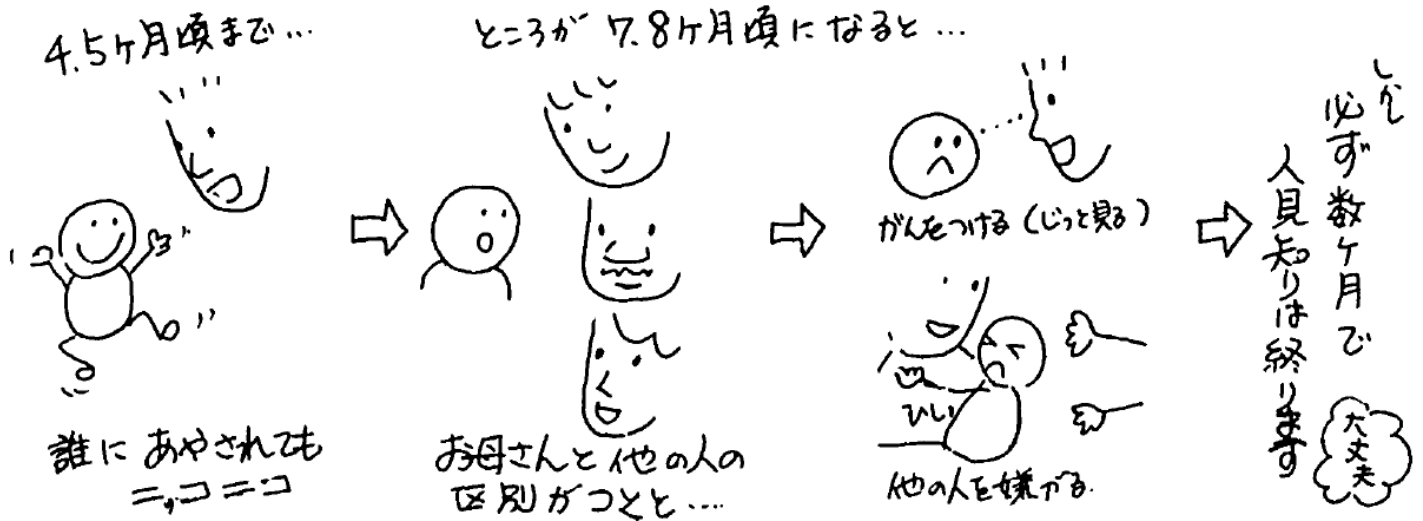 4.5ヶ月頃まで…
誰にあやされても
ニッコニコ
ところが7.8ヶ月頃になると…
お母さんと他の人の
区別がつとと….
がんをつける(じっと見る)
ひぃぃ
他の人を嫌がる.
しかし
必ず数ヶ月で
人見知りは終ります
大丈夫